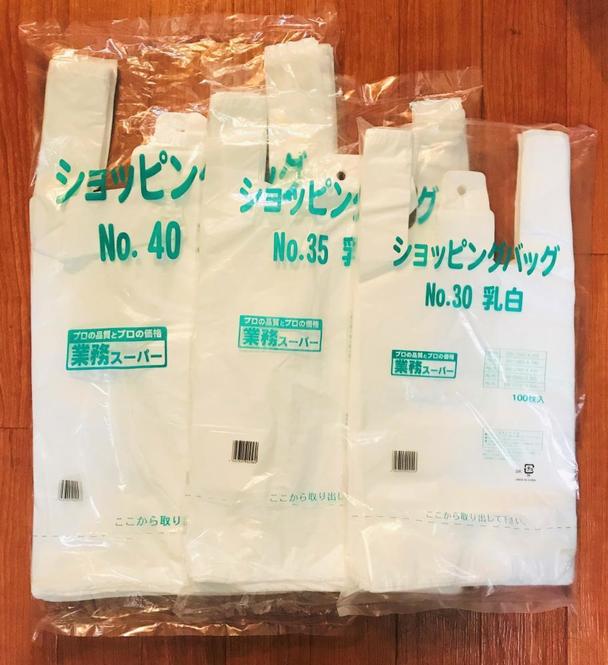 ショッピング
No. 40
プロの品質とプロの価格
業務スーパー
ここから取り
ショッピングバッグ
No.35 乳
プロの品質とプロの価格
業務スーパー
ここから取り出し
ショッピングバッグ
No.30 乳白
プロの品質とプロの価格
業務スーパー
100枚入
ここから取り出して下さい。